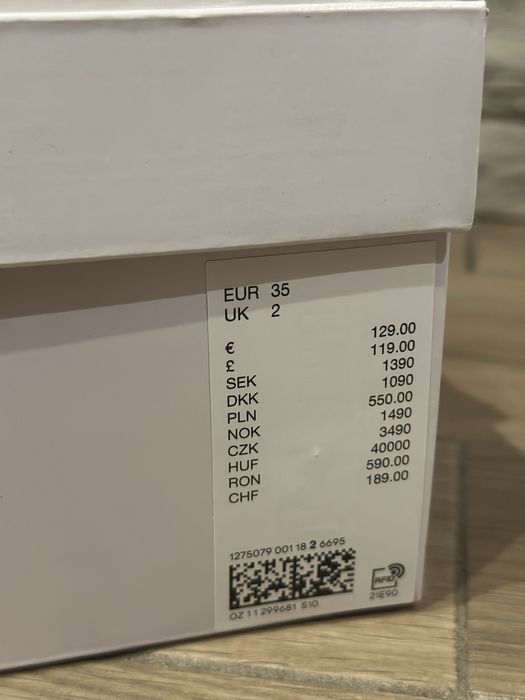 EUR 35
UK 2
€ 129.00
£ 119.00
SEK 1390
DKK 1090
PLN 550.00
NOK 1490
CZK 3490
HUF 40000
RON 590.00
CHF 189.00
1275079 001 18 2 6695
RFID
OZ 11 299681 S10
21E90